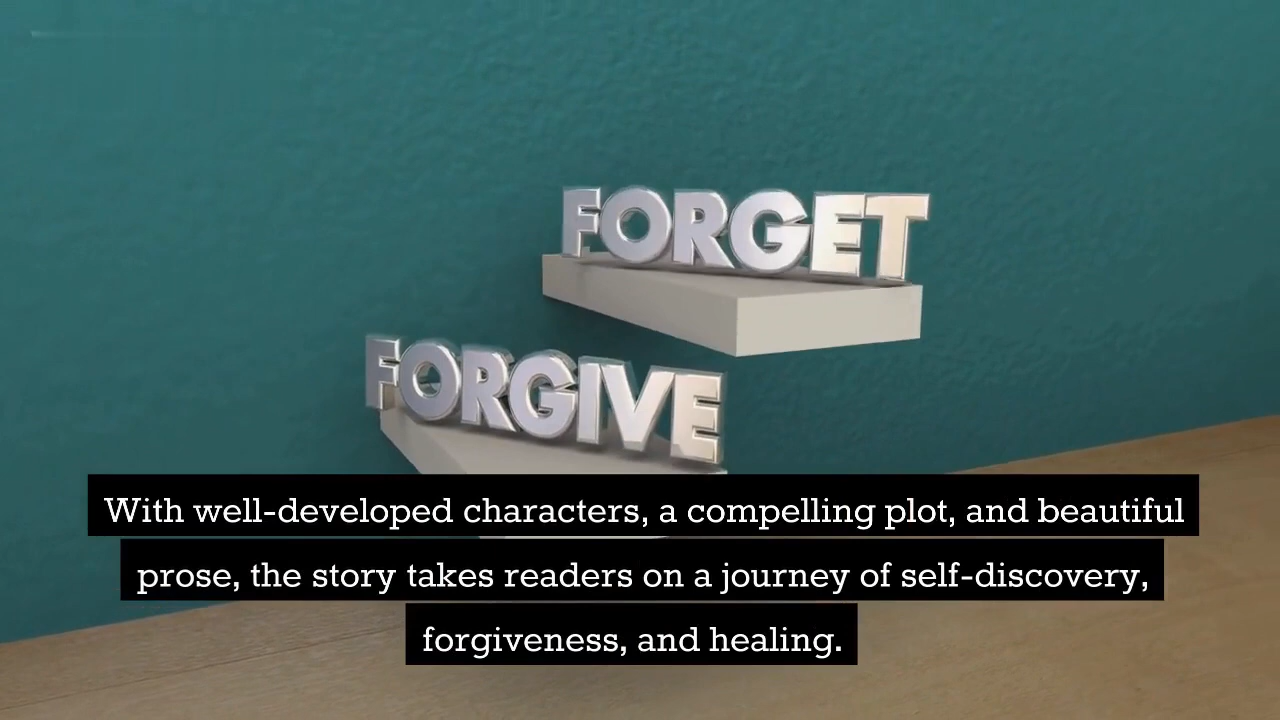 FORGET
FORGIVE
With well-developed characters, a compelling plot, and beautiful
prose, the story takes readers on a journey of self-discovery,
forgiveness, and healing.